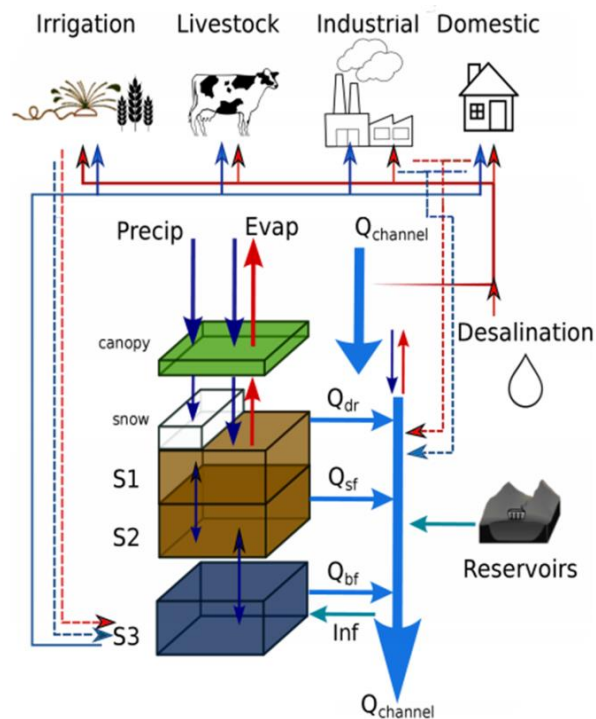 Irrigation Livestock Industrial Domestic
Precip Evap Qchannel
canopy
Desalination
snow
Qdr
S1
Qsf
S2
Reservoirs
Qbf
S3
Inf
Qchannel